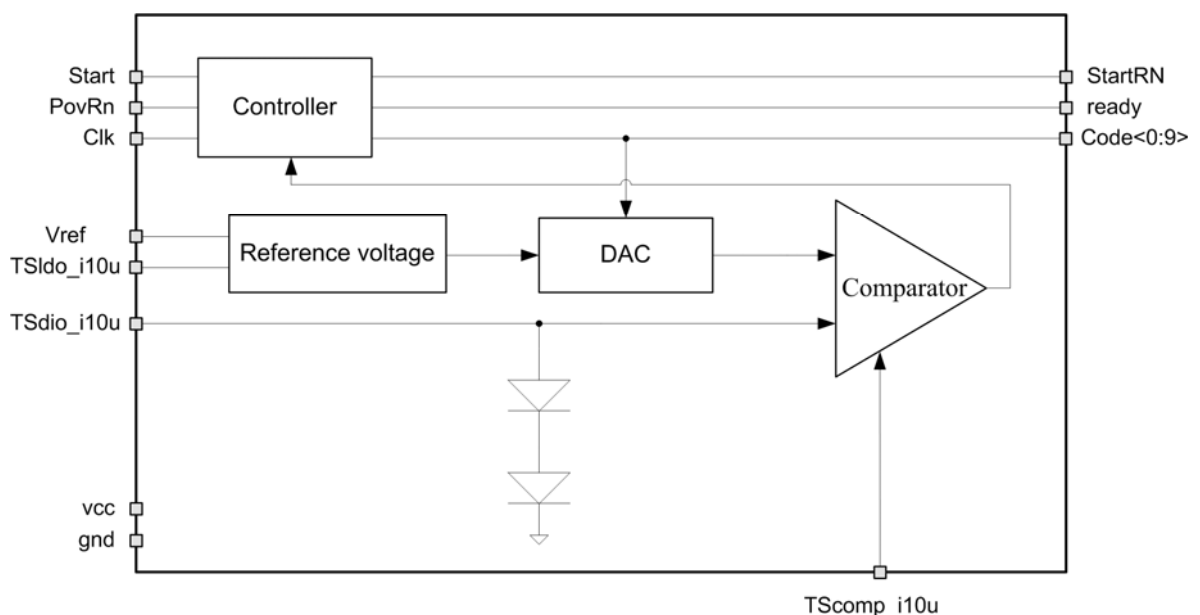 Start
PovRn
Clk
Controller
StartRN
ready
Code<0:9>
Vref
TSldo_i10u
Reference voltage
DAC
Comparator
TSdio_i10u
vcc
gnd
TScomp_i10u